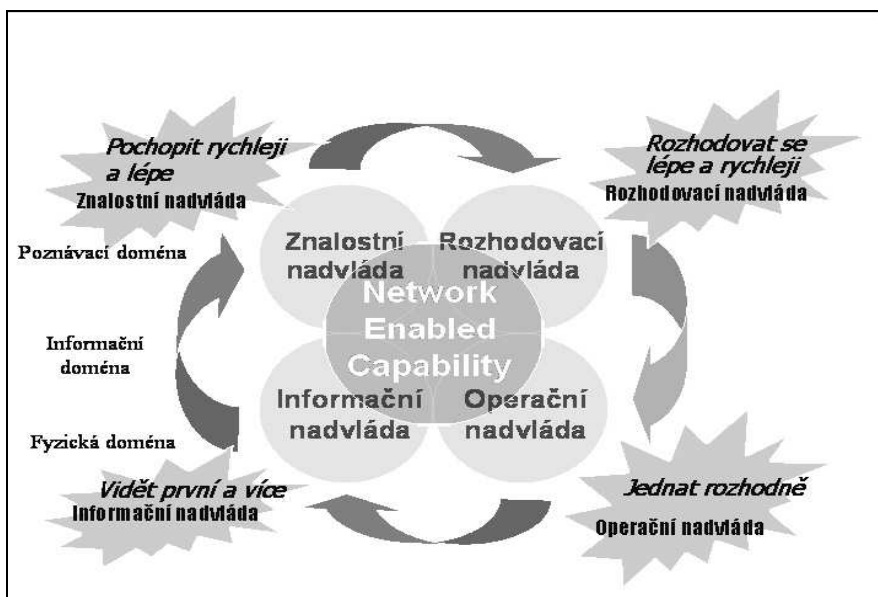 Pochopit rychleji
a lépe
Znalostní nadvláda
Rozhodovat se
lépe a rychleji
Rozhodovací nadvláda
Poznávací doména
Informační
doména
Fyzická doména
Znalostní
nadvláda
Rozhodovací
nadvláda
Network
Enabled
Capability
Informační
nadvláda
Operační
nadvláda
Vidět první a více
Informační nadvláda
Jednat rozhodně
Operační nadvláda